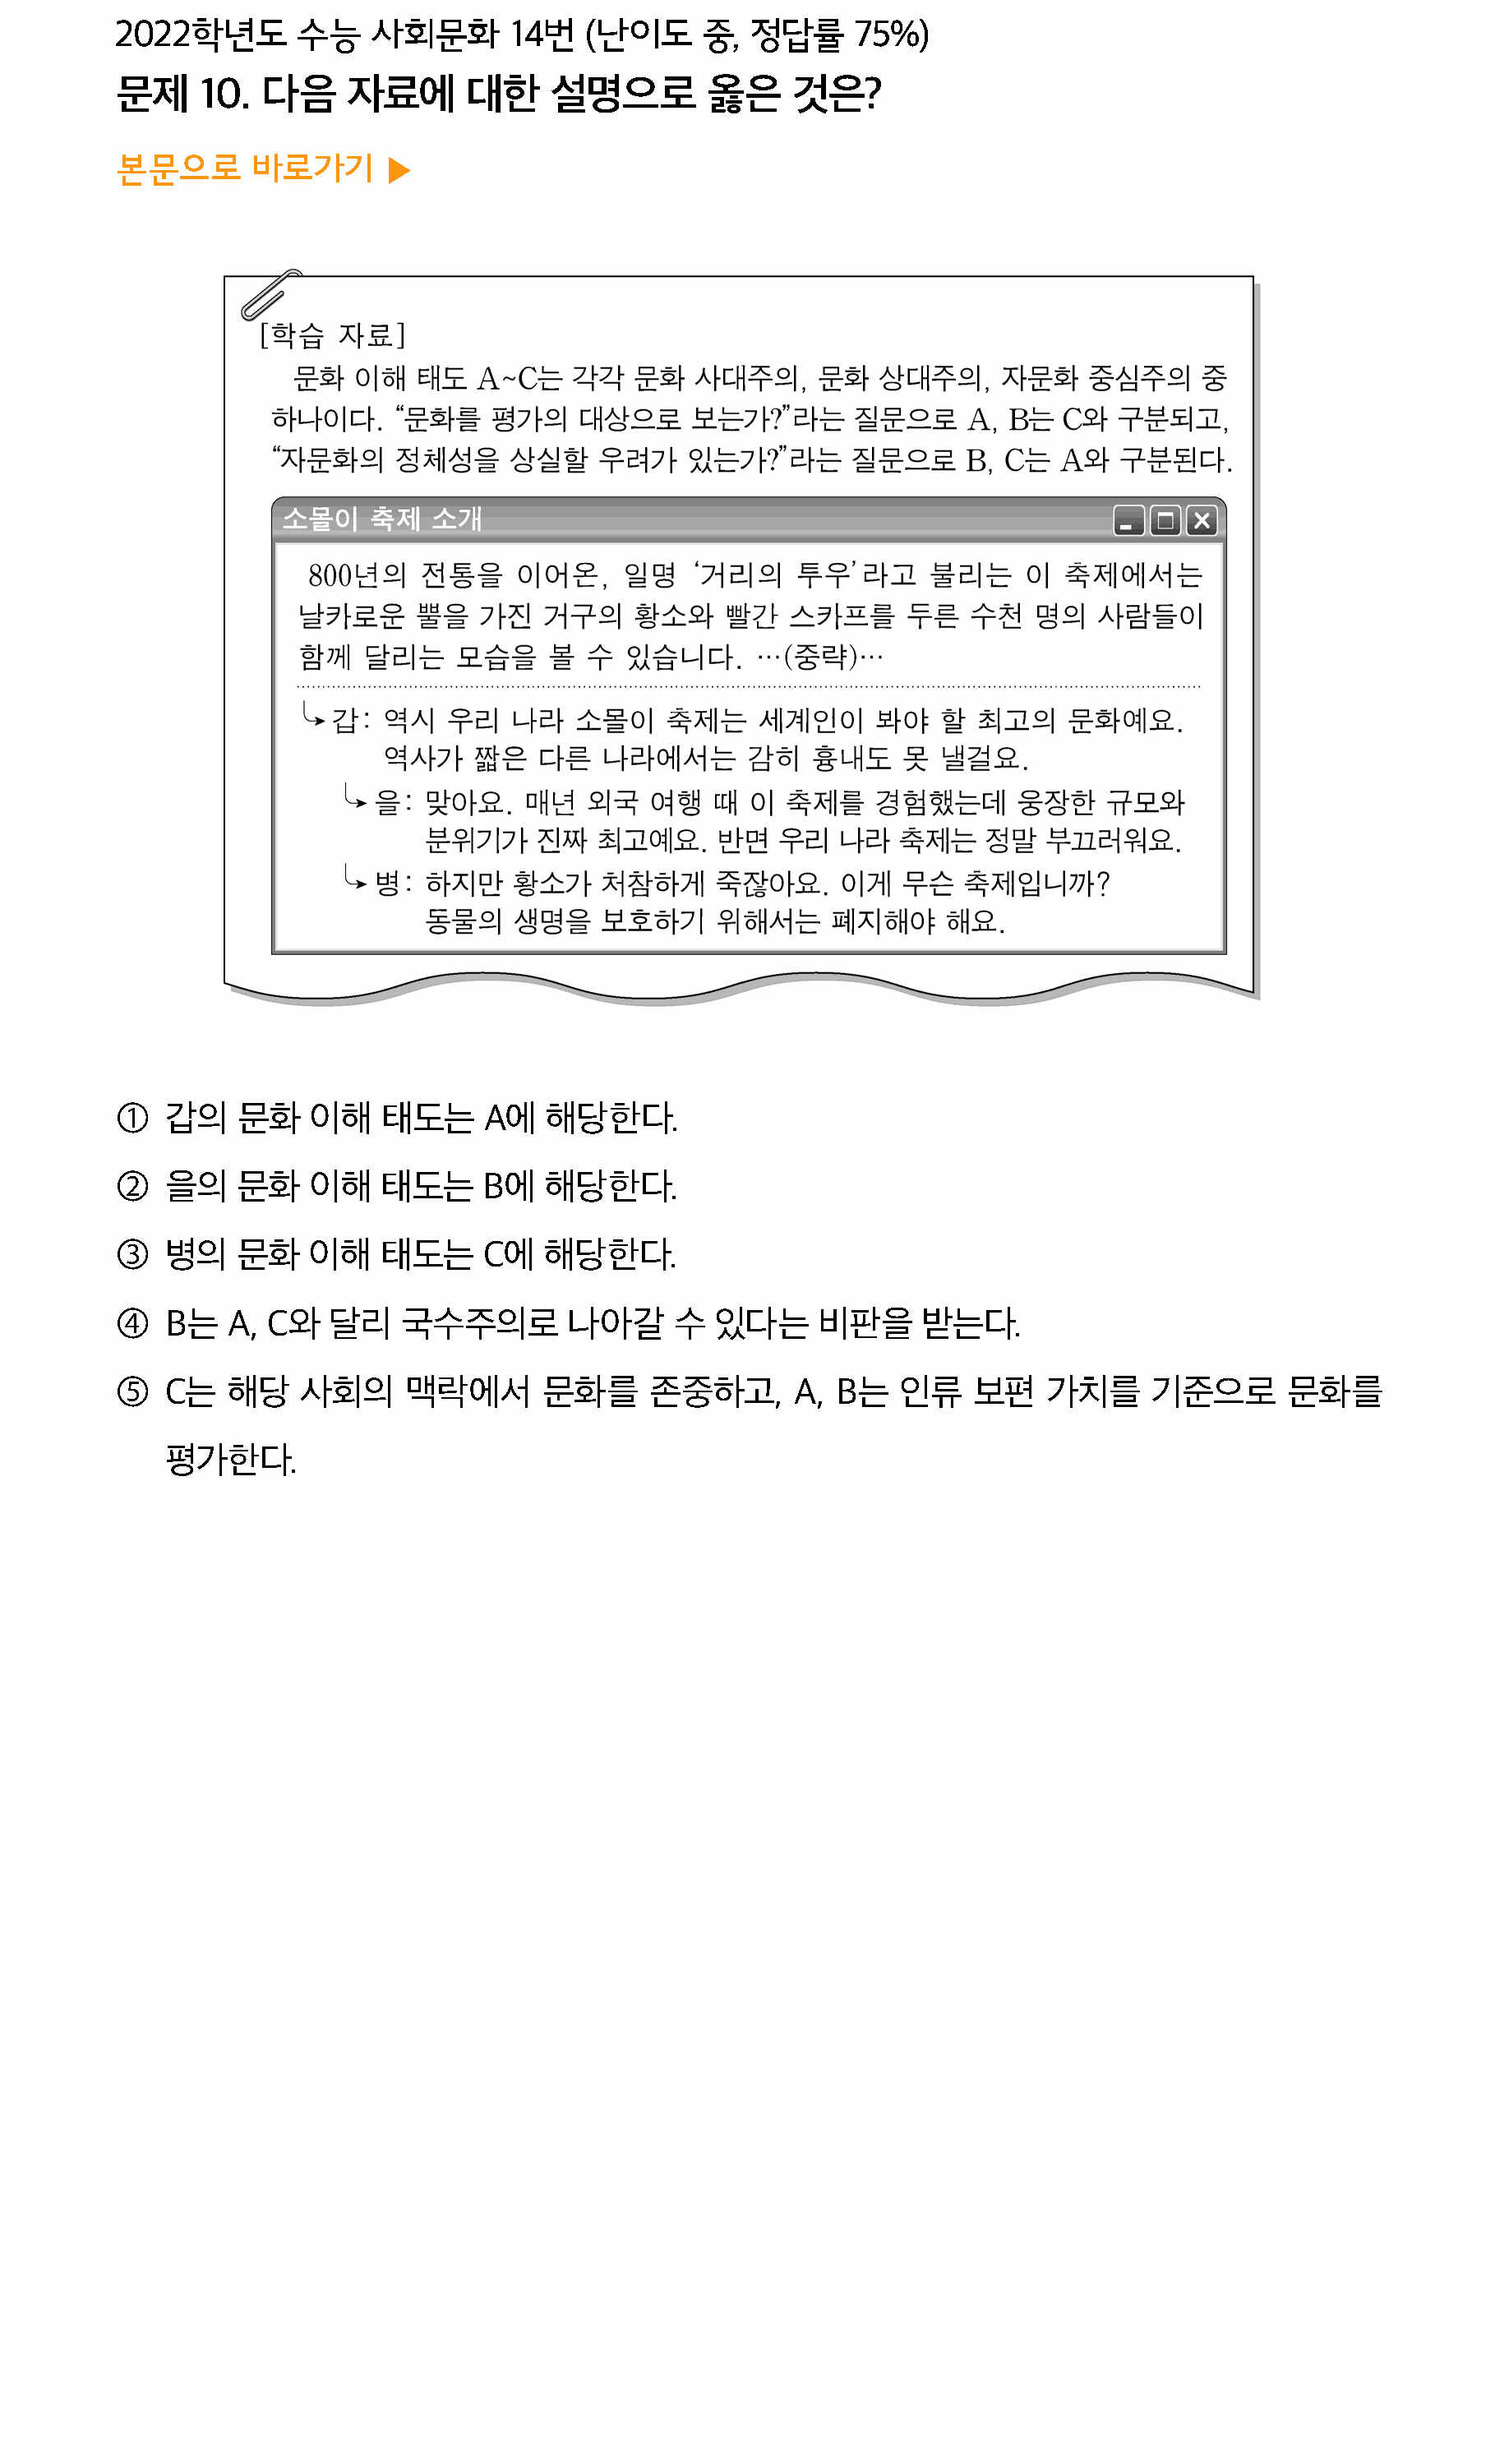 2022학년도 수능 사회문화 14번 (난이도 중, 정답률 75%)
문제 10. 다음 자료에 대한 설명으로 옳은 것은?
본문으로 바로가기 ▶
[학습 자료]
문화 이해 태도 A~C는 각각 문화 사대주의, 문화 상대주의, 자문화 중심주의 중
하나이다. “문화를 평가의 대상으로 보는가?”라는 질문으로 A, B는 C와 구분되고,
“자문화의 정체성을 상실할 우려가 있는가?”라는 질문으로 B, C는 A와 구분된다.
소몰이 축제 소개
800년의 전통을 이어온, 일명 ‘거리의 투우’라고 불리는 이 축제에서는
날카로운 뿔을 가진 거구의 황소와 빨간 스카프를 두른 수천 명의 사람들이
함께 달리는 모습을 볼 수 있습니다. …(중략)…
갑: 역시 우리 나라 소몰이 축제는 세계인이 봐야 할 최고의 문화예요.
역사가 짧은 다른 나라에서는 감히 흉내도 못 낼걸요.
을: 맞아요. 매년 외국 여행 때 이 축제를 경험했는데 웅장한 규모와
분위기가 진짜 최고예요. 반면 우리 나라 축제는 정말 부끄러워요.
병: 하지만 황소가 처참하게 죽잖아요. 이게 무슨 축제입니까?
동물의 생명을 보호하기 위해서는 폐지해야 해요.
① 갑의 문화 이해 태도는 A에 해당한다.
② 을의 문화 이해 태도는 B에 해당한다.
③ 병의 문화 이해 태도는 C에 해당한다.
④ B는 A, C와 달리 국수주의로 나아갈 수 있다는 비판을 받는다.
⑤ C는 해당 사회의 맥락에서 문화를 존중하고, A, B는 인류 보편 가치를 기준으로 문화를
평가한다.